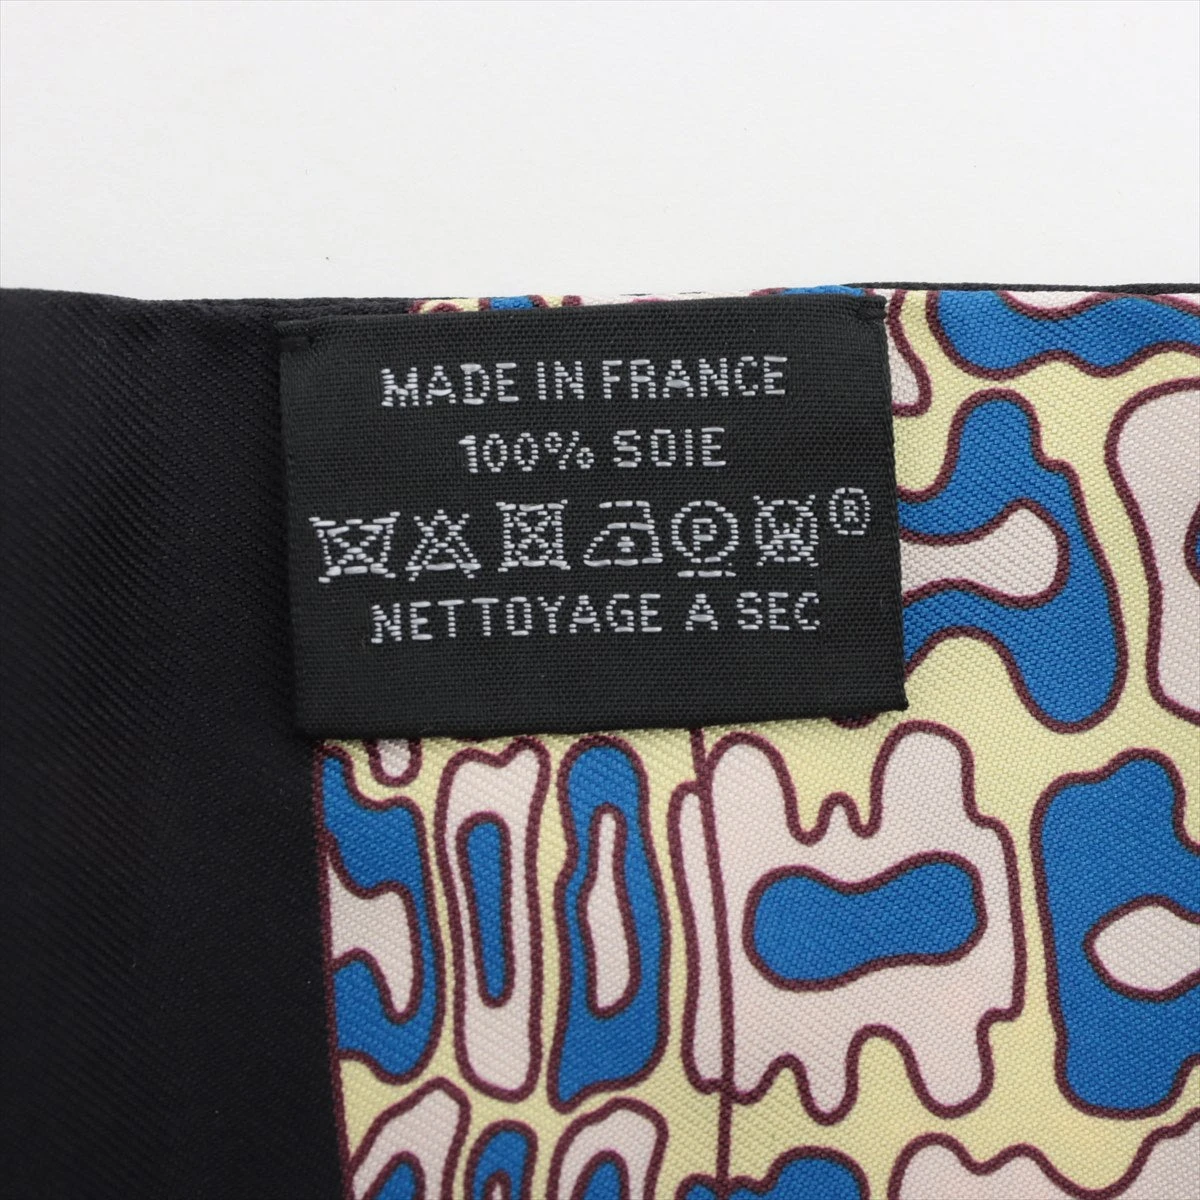 MADE IN FRANCE
100% SOIE
P W ®
NETTOYAGE A SEC